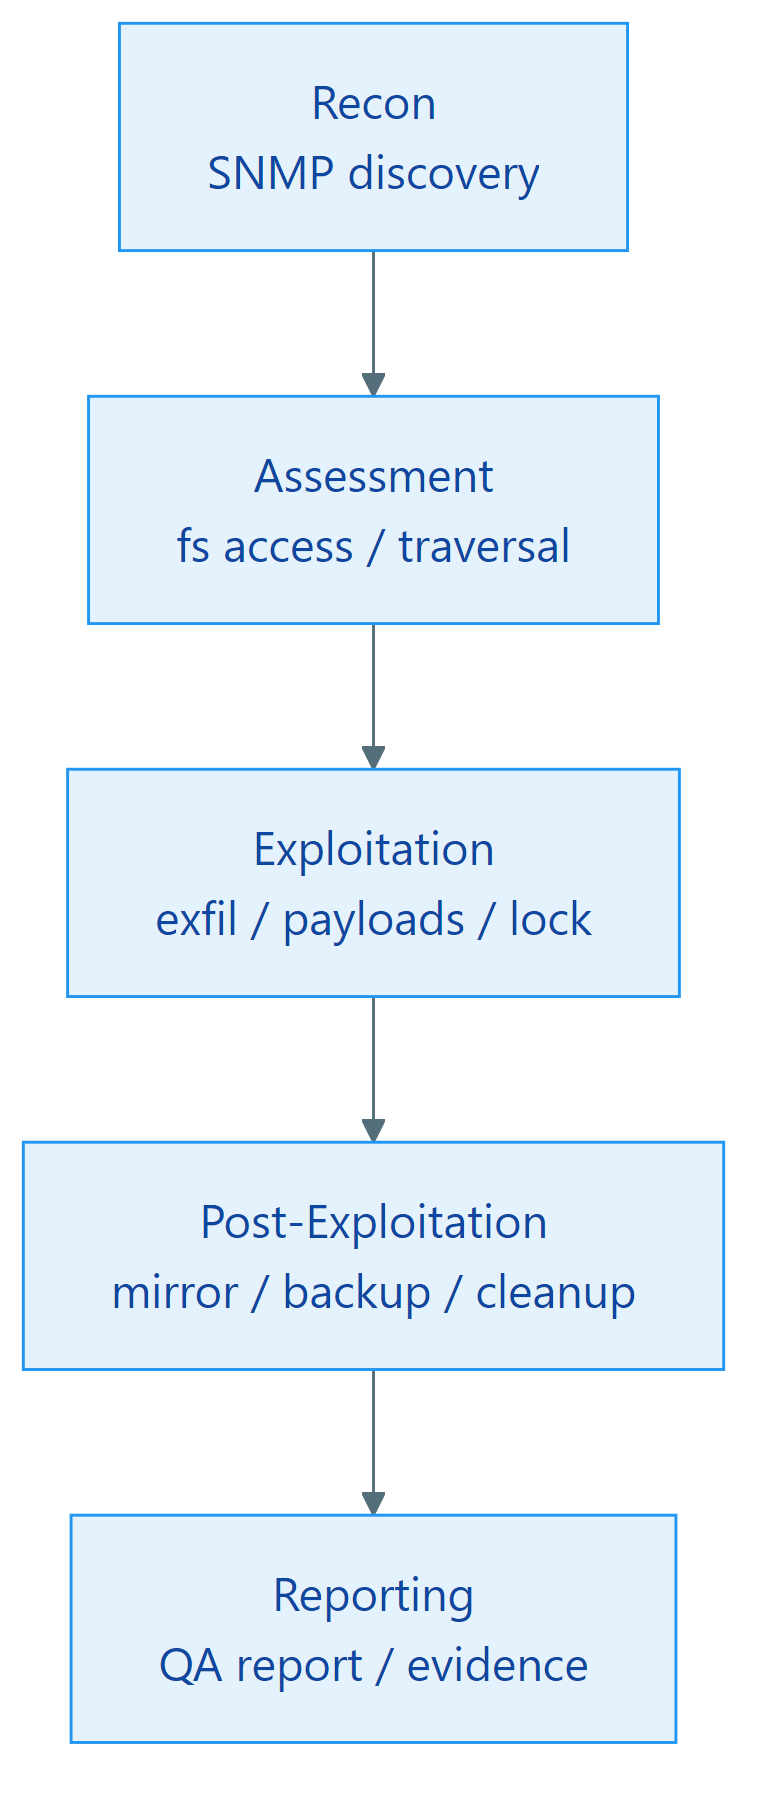 Recon
SNMP discovery
Assessment
fs access / traversal
Exploitation
exfil / payloads / lock
Post-Exploitation
mirror / backup / cleanup
Reporting
QA report / evidence